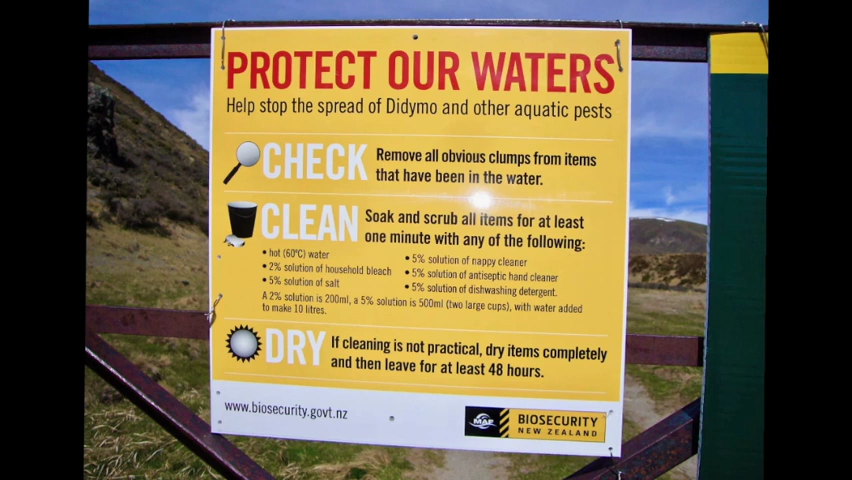 PROTECT OUR WATERS
Help stop the spread of Didymo and other aquatic pests
CHECK
Remove all obvious clumps from items
that have been in the water.
CLEAN
Soak and scrub all items for at least
one minute with any of the following:
• hot (60ºC) water
• 2% solution of household bleach
• 5% solution of salt
• 5% solution of nappy cleaner
• 5% solution of antiseptic hand cleaner
• 5% solution of dishwashing detergent.
A 2% solution is 200ml, a 5% solution is 500ml (two large cups), with water added
to make 10 litres.
DRY
If cleaning is not practical, dry items completely
and then leave for at least 48 hours.
www.biosecurity.govt.nz
MAF
BIOSECURITY
NEW ZEALAND